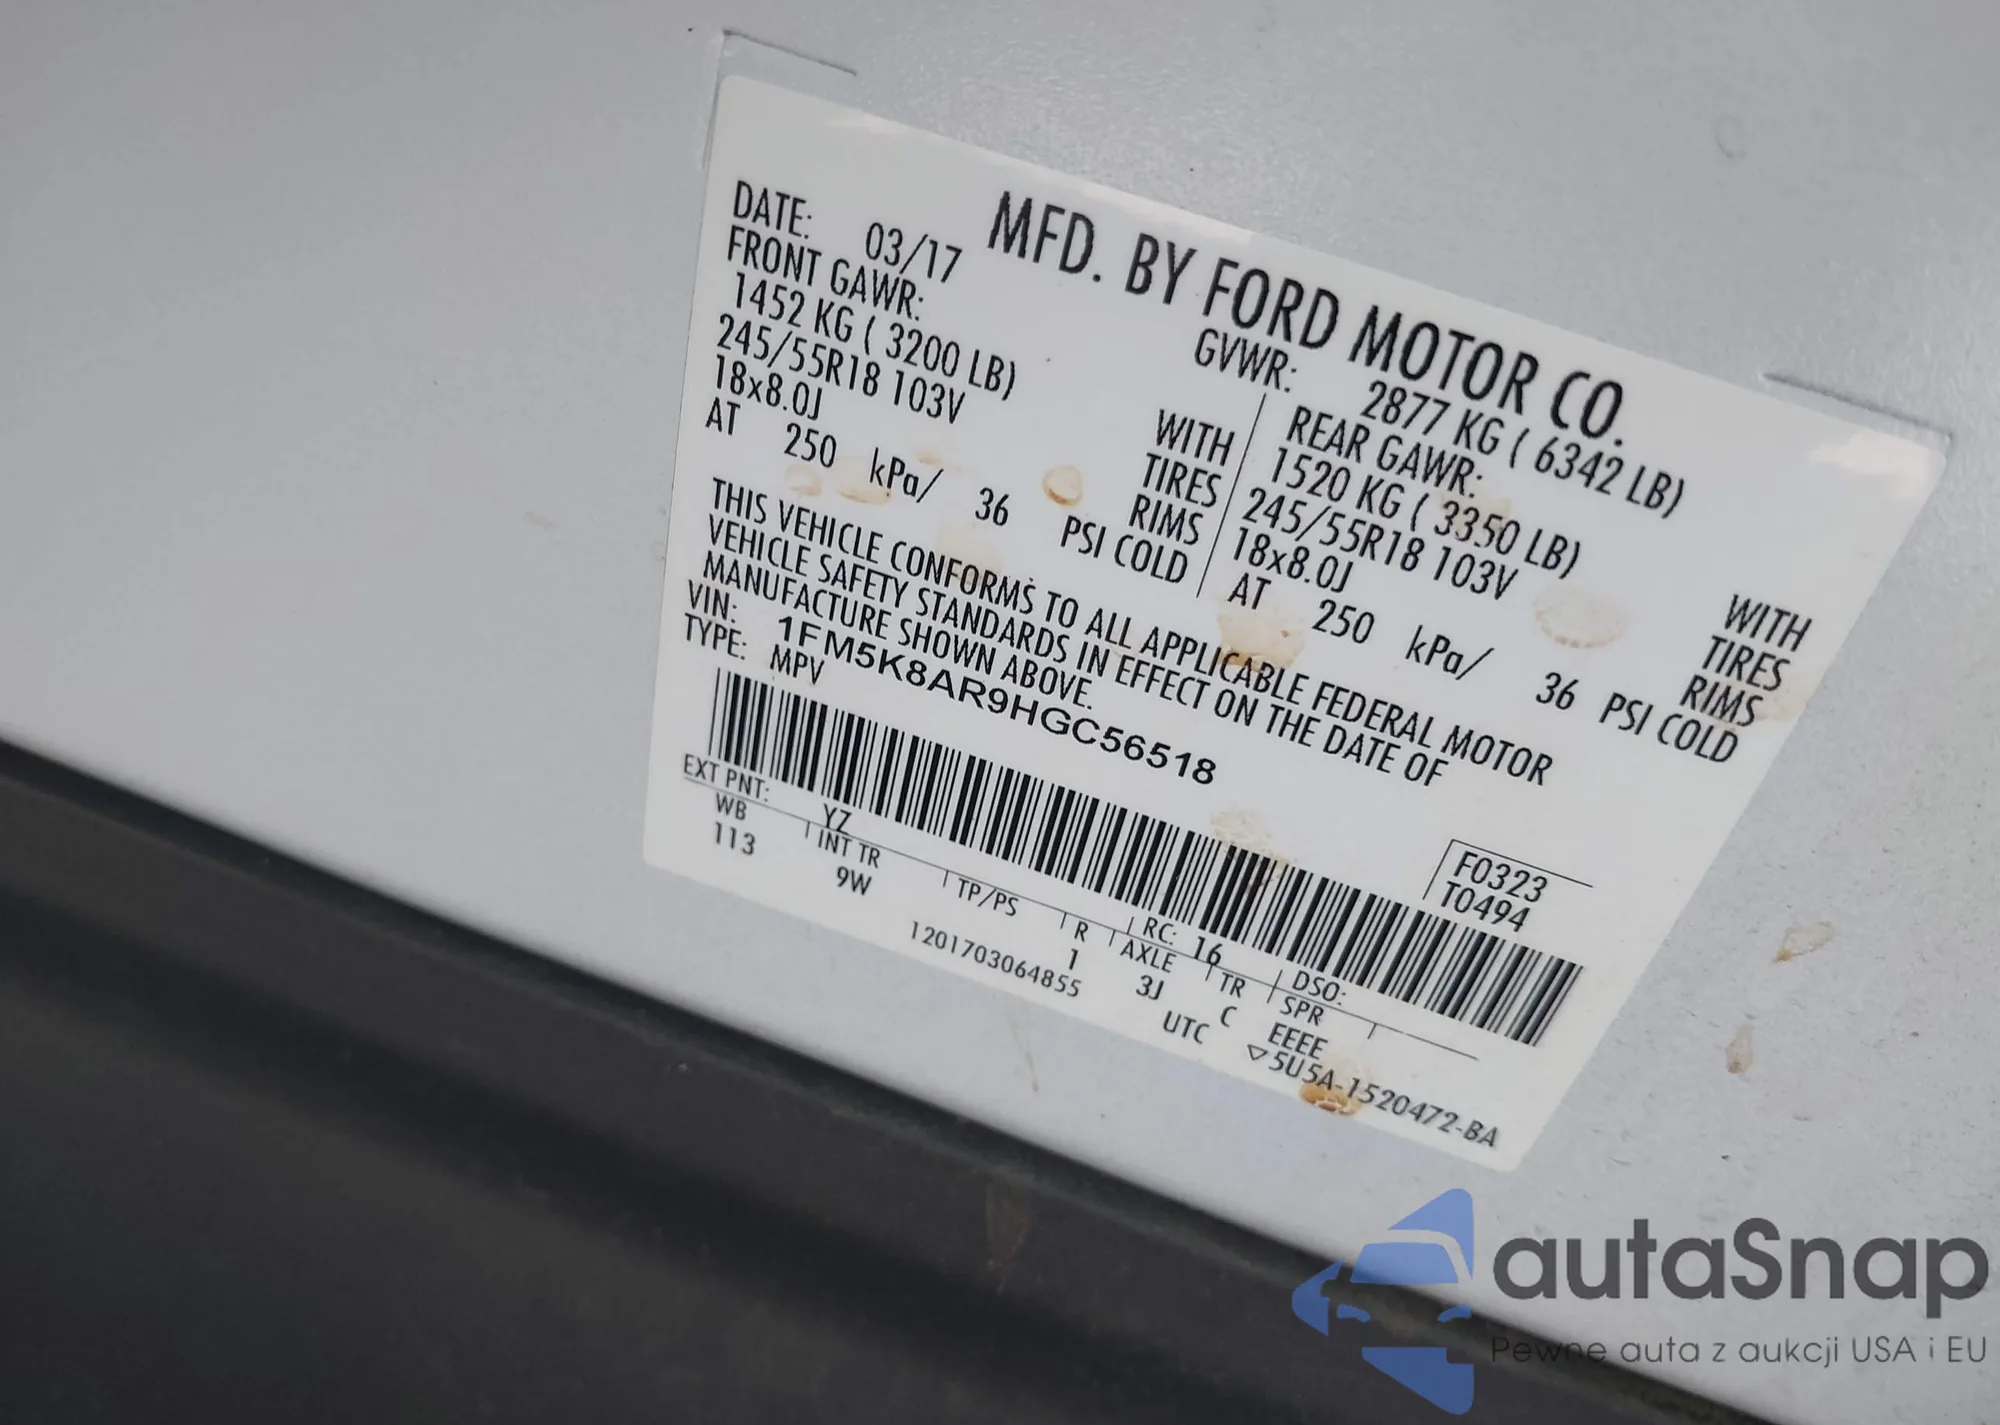 MFD. BY FORD MOTOR CO.
DATE: 03/17 GVWR: 2877 KG ( 6342 LB)
FRONT GAWR: REAR GAWR:
1452 KG ( 3200 LB) WITH 1520 KG ( 3350 LB) WITH
245/55R18 103V TIRES 245/55R18 103V TIRES
18x8.0J RIMS 18x8.0J RIMS
AT 250 kPa/ 36 PSI COLD AT 250 kPa/ 36 PSI COLD
THIS VEHICLE CONFORMS TO ALL APPLICABLE FEDERAL MOTOR
VEHICLE SAFETY STANDARDS IN EFFECT ON THE DATE OF
MANUFACTURE SHOWN ABOVE.
VIN: 1FM5K8AR9HGC56518
TYPE: MPV
F0323
T0494
EXT PNT: YZ RC: 16 DSO:
WB INT TR TP/PS R AXLE TR SPR
113 9W 1 3J C EEEE
1201703064855 UTC ▽5U5A-1520472-BA
autaSnap
Pewne auta z aukcji USA i EU